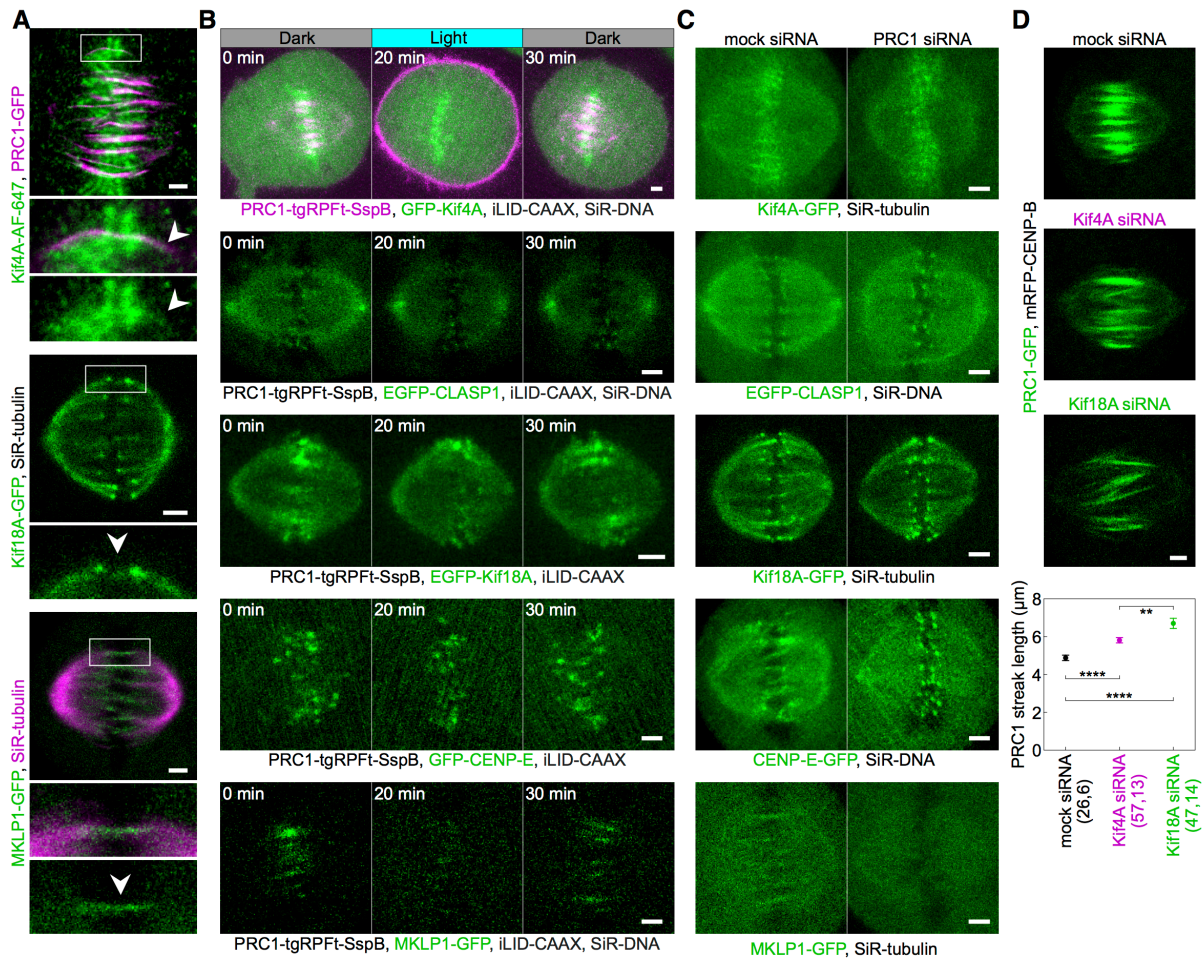 A
Kif4A-AF-647, PRC1-GFP
Kif18A-GFP, SiR-tubulin
MKLP1-GFP, SiR-tubulin
B
Dark
Light
Dark
0 min
20 min
30 min
PRC1-tgRPFt-SspB, GFP-Kif4A, iLID-CAAX, SiR-DNA
0 min
20 min
30 min
PRC1-tgRPFt-SspB, EGFP-CLASP1, iLID-CAAX, SiR-DNA
0 min
20 min
30 min
PRC1-tgRPFt-SspB, EGFP-Kif18A, iLID-CAAX
0 min
20 min
30 min
PRC1-tgRPFt-SspB, GFP-CENP-E, iLID-CAAX
0 min
20 min
30 min
PRC1-tgRPFt-SspB, MKLP1-GFP, iLID-CAAX, SiR-DNA
C
mock siRNA
PRC1 siRNA
Kif4A-GFP, SiR-tubulin
EGFP-CLASP1, SiR-DNA
Kif18A-GFP, SiR-tubulin
CENP-E-GFP, SiR-DNA
MKLP1-GFP, SiR-tubulin
D
mock siRNA
Kif4A siRNA
Kif18A siRNA
PRC1-GFP, mRFP-CENP-B
PRC1 streak length (μm)
8
6
4
2
0
**
****
****
mock siRNA
(26,6)
Kif4A siRNA
(57,13)
Kif18A siRNA
(47,14)